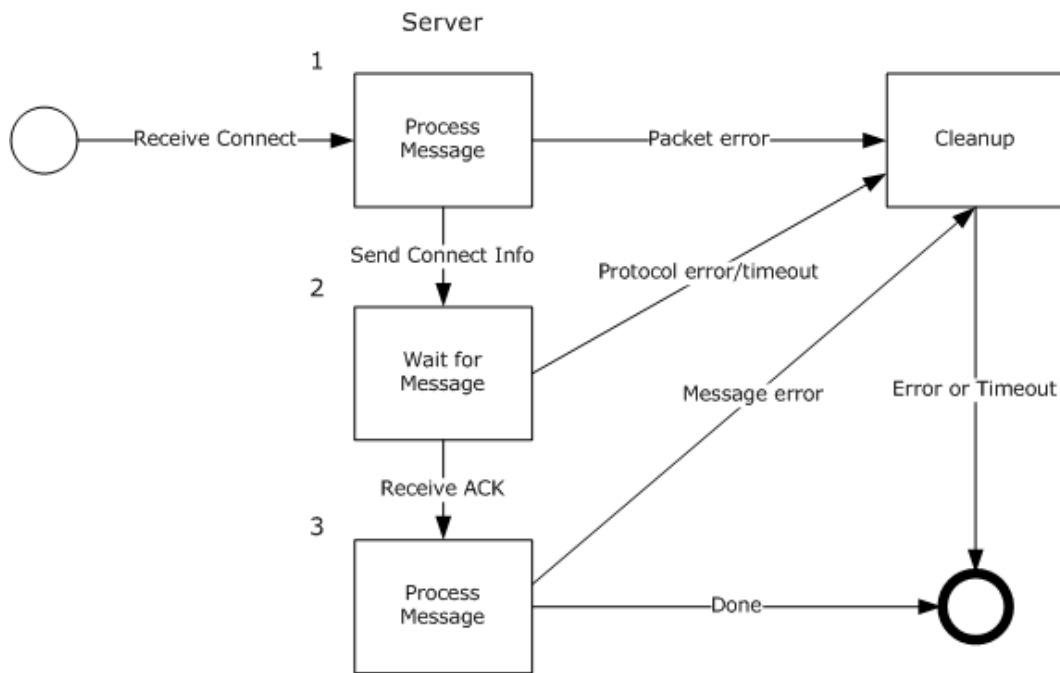 Server
1
Process
Message
Receive Connect
Packet error
Cleanup
Send Connect Info
2
Wait for
Message
Protocol error/timeout
Message error
Error or Timeout
Receive ACK
3
Process
Message
Done